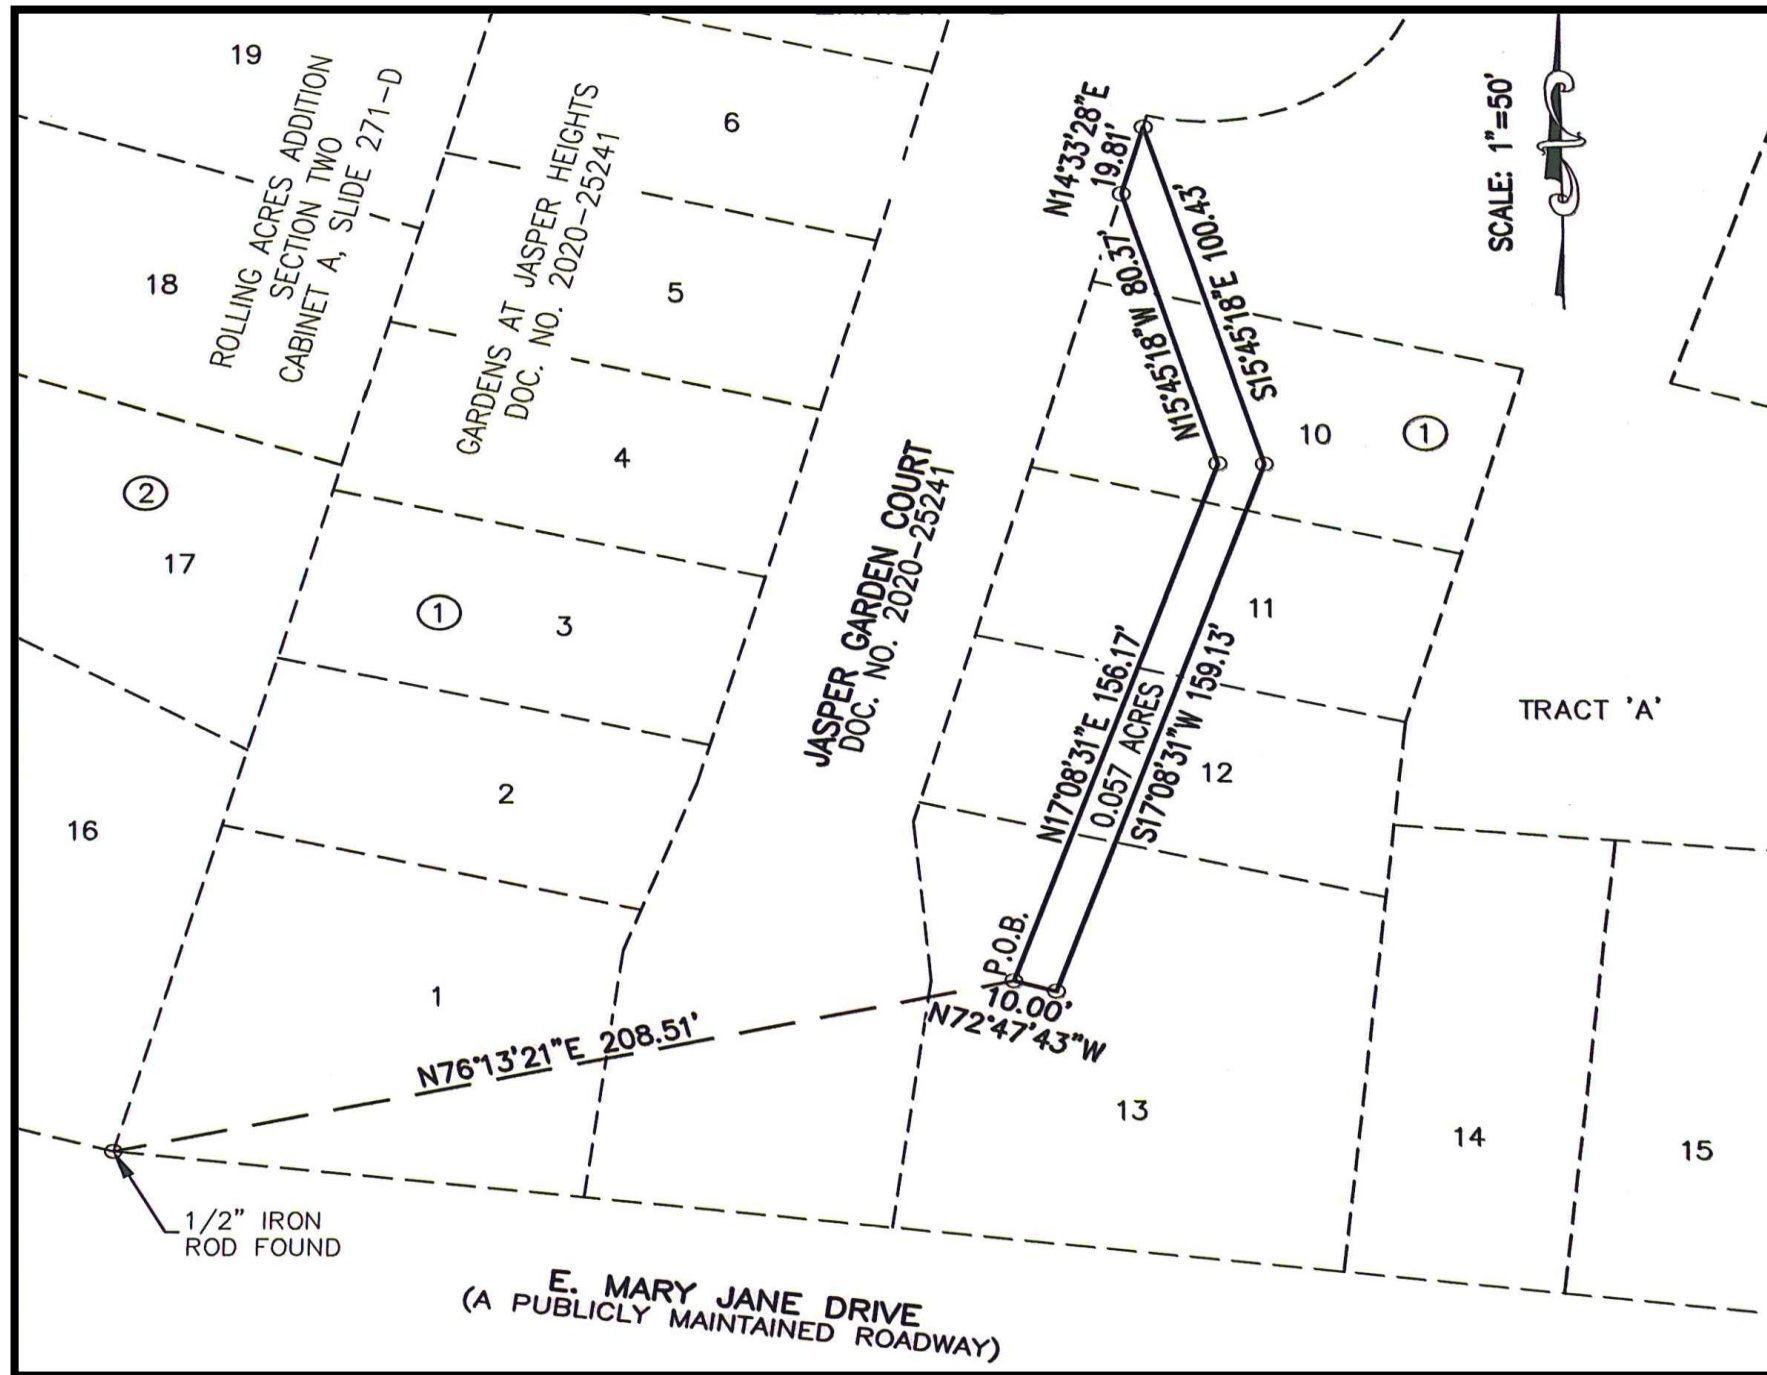 19
ROLLING ACRES ADDITION
SECTION TWO
CABINET A, SLIDE 271-D
18
GARDENS AT JASPER HEIGHTS
DOC. NO. 2020-25241
6
5
4
N14°33'28"E
19.81'
N15°45'18"W 80.37'
S15°45'18"E 100.43'
SCALE: 1"=50'
10
1
2
17
1
3
JASPER GARDEN COURT
DOC. NO. 2020-25241
11
N17°08'31"E 156.17'
0.057 ACRES
S17°08'31"W 159.13'
TRACT 'A'
12
2
16
1
P.O.B.
10.00'
N72°47'43"W
N76°13'21"E 208.51'
13
14
15
1/2" IRON
ROD FOUND
E. MARY JANE DRIVE
(A PUBLICLY MAINTAINED ROADWAY)